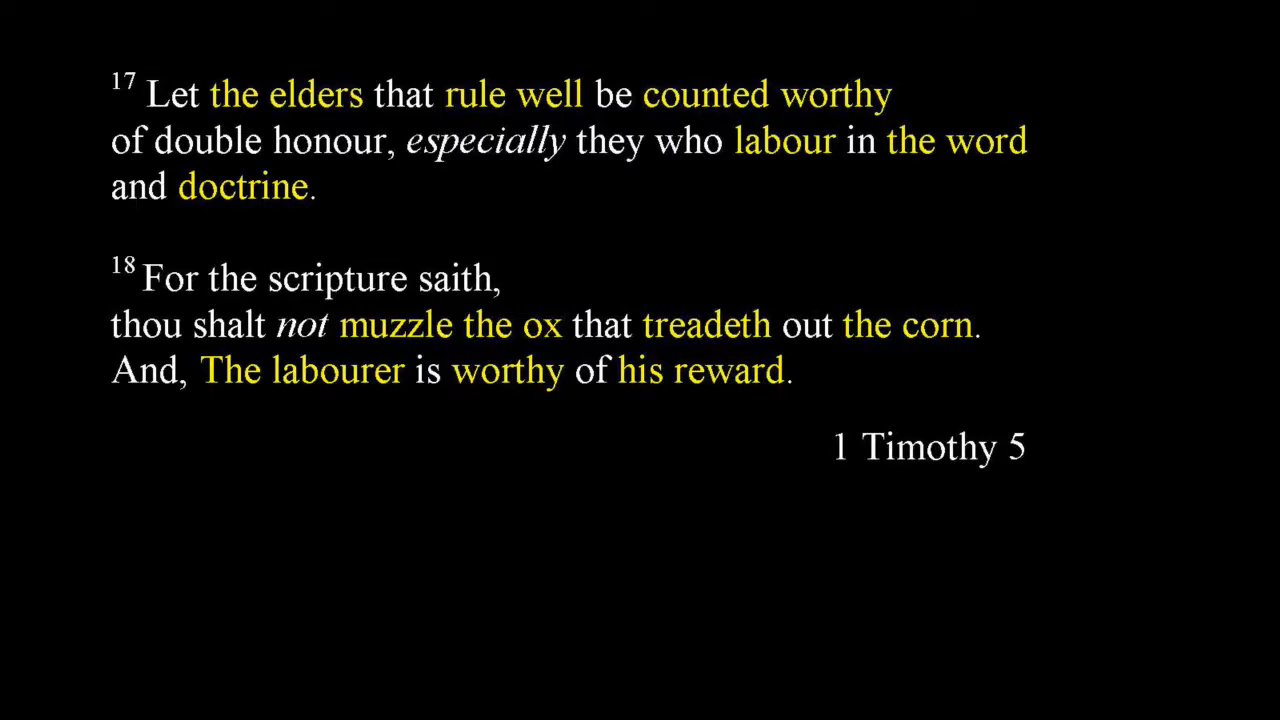 17 Let the elders that rule well be counted worthy
of double honour, especially they who labour in the word
and doctrine.
18 For the scripture saith,
thou shalt not muzzle the ox that treadeth out the corn.
And, The labourer is worthy of his reward.
1 Timothy 5